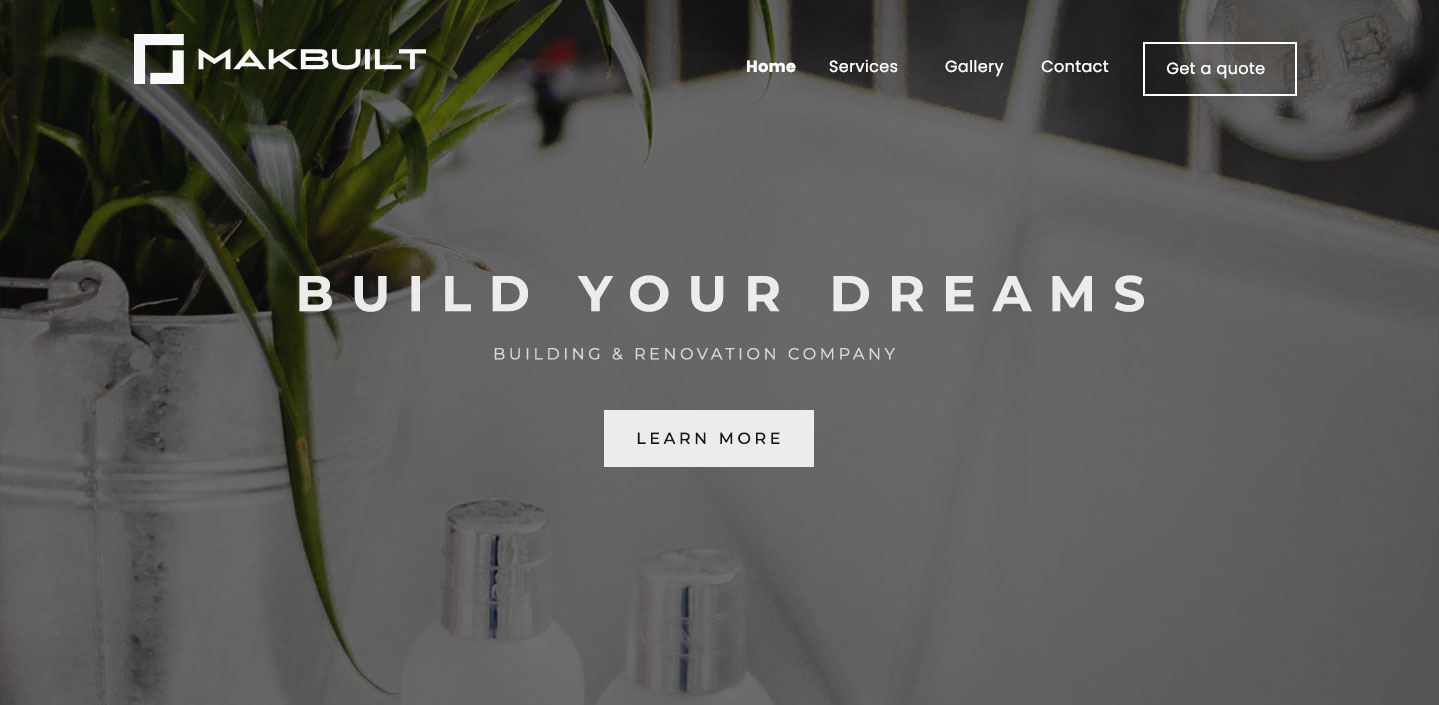 MAKBUILT
Home Services Gallery Contact Get a quote
BUILD YOUR DREAMS
BUILDING & RENOVATION COMPANY
LEARN MORE